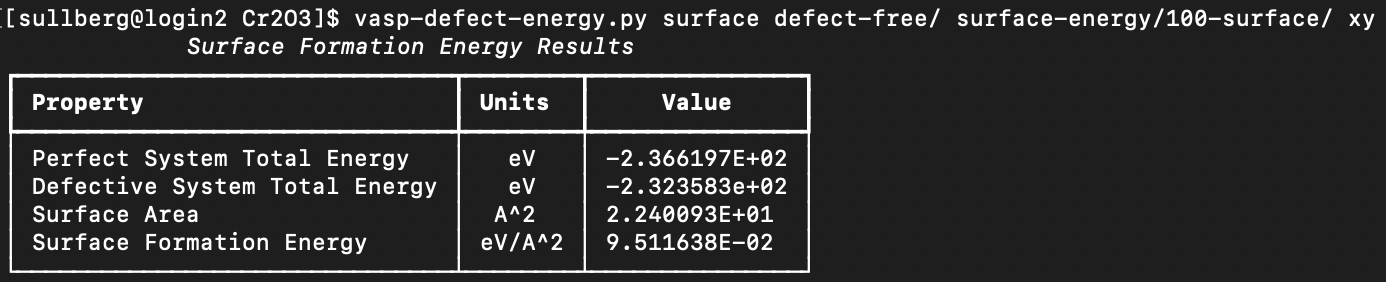 [[sullberg@login2 Cr2O3]$ vasp-defect-energy.py surface defect-free/ surface-energy/100-surface/ xy
Surface Formation Energy Results
Property Units Value
Perfect System Total Energy eV −2.366197E+02
Defective System Total Energy eV −2.323583e+02
Surface Area A^2 2.240093E+01
Surface Formation Energy eV/A^2 9.511638E−02